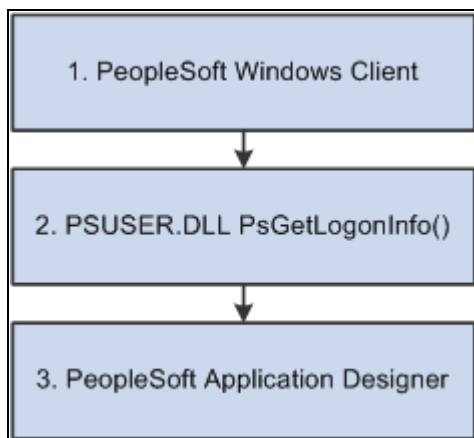 1. PeopleSoft Windows Client
2. PSUSER.DLL PsGetLogonInfo()
3. PeopleSoft Application Designer